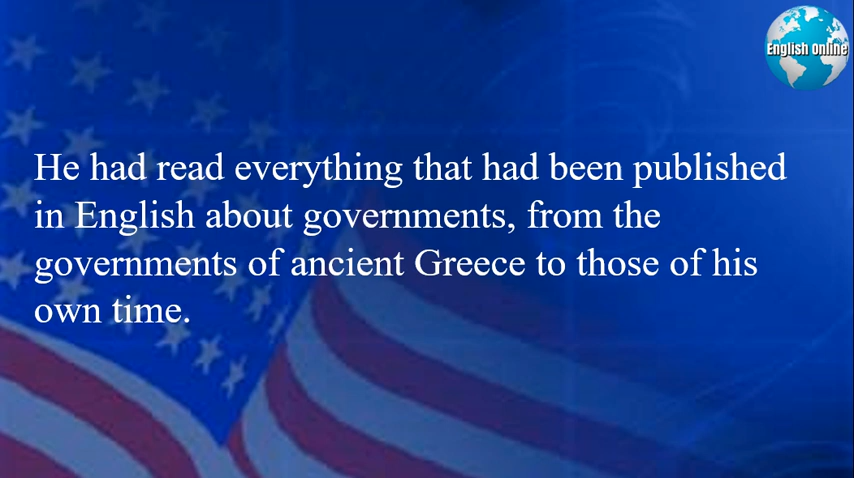 English Online
He had read everything that had been published
in English about governments, from the
governments of ancient Greece to those of his
own time.